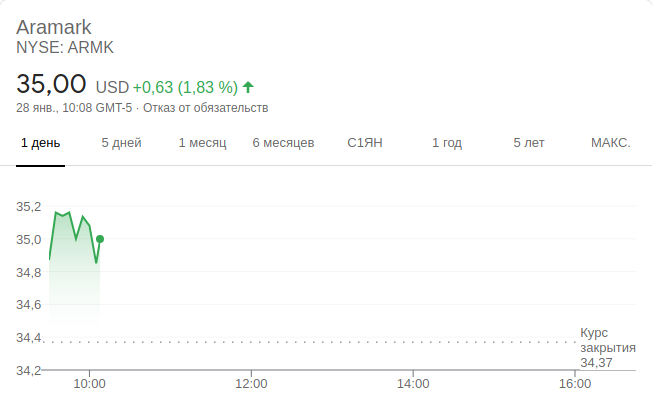 Aramark
NYSE: ARMK
35,00 USD +0,63 (1,83 %)
28 янв., 10:08 GMT-5 · Отказ от обязательств
1 день 5 дней 1 месяц 6 месяцев С1ЯН 1 год 5 лет МАКС.
35,2
35,0
34,8
34,6
34,4
34,2
Курс
закрытия
34,37
10:00 12:00 14:00 16:00